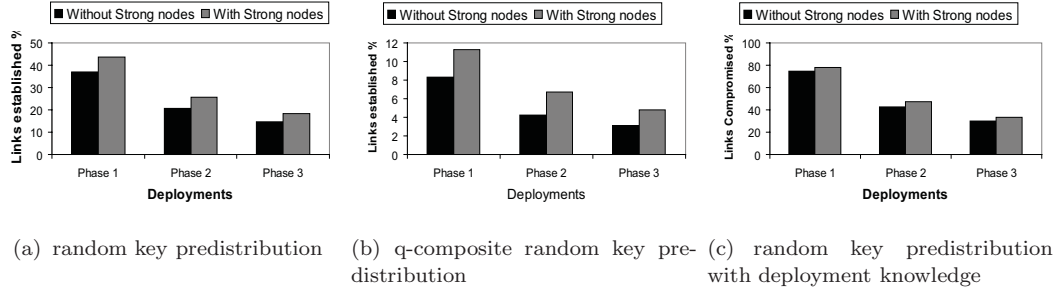 Without Strong nodes With Strong nodes
Links established %
50
40
30
20
10
0
Phase 1 Phase 2 Phase 3
Deployments
(a) random key predistribution
Without Strong nodes With Strong nodes
Links established %
12
10
8
6
4
2
0
Phase 1 Phase 2 Phase 3
Deployments
(b) q-composite random key pre-
distribution
Without Strong nodes With Strong nodes
Links Compromised %
100
80
60
40
20
0
Phase 1 Phase 2 Phase 3
Deployments
(c) random key predistribution
with deployment knowledge